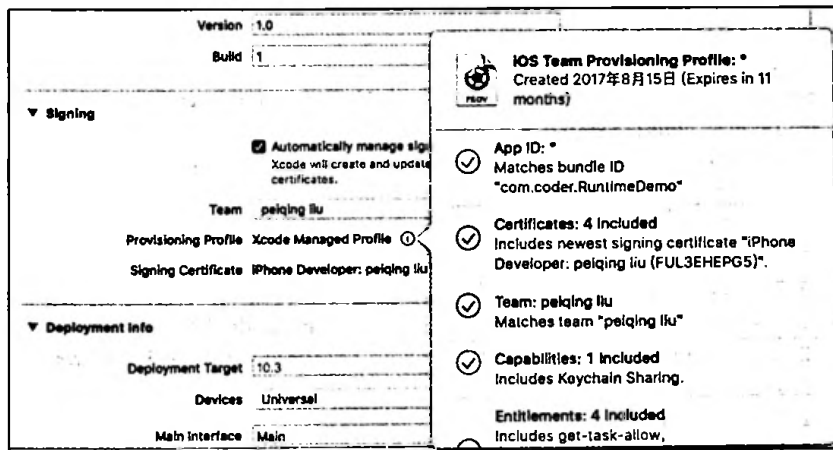 Version 1.0
Build 1
▼ Signing
Automatically manage sig
Xcode will create and update
certificates.
Team peiqing liu
Provisioning Profile Xcode Managed Profile
Signing Certificate iPhone Developer: peiqing liu
▼ Deployment Info
Deployment Target 10.3
Devices Universal
Main Interface Main
PROV
iOS Team Provisioning Profile: *
Created 2017年8月15日 (Expires in 11
months)
App ID: *
Matches bundle ID
"com.coder.RuntimeDemo"
Certificates: 4 Included
Includes newest signing certificate "iPhone
Developer: peiqing liu (FUL3EHEPG5)".
Team: peiqing liu
Matches team "peiqing liu"
Capabilities: 1 Included
Includes Keychain Sharing.
Entitlements: 4 Included
Includes get-task-allow,